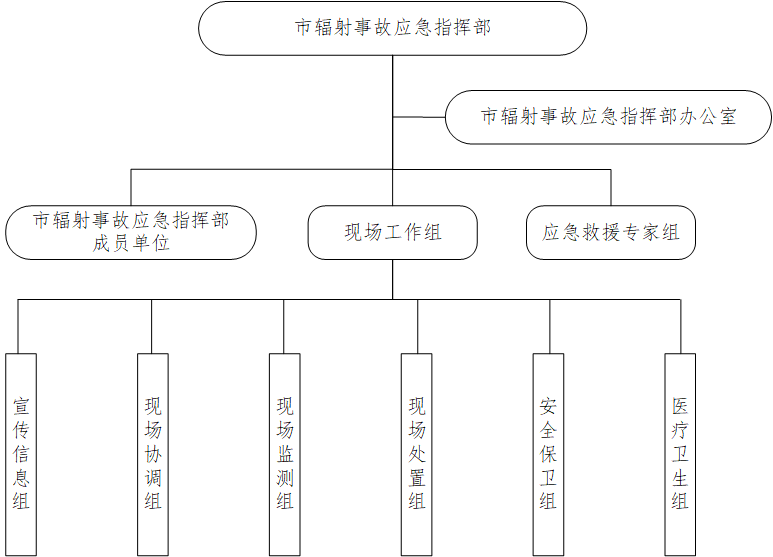 市辐射事故应急指挥部
市辐射事故应急指挥部办公室
市辐射事故应急指挥部
成员单位
现场工作组
应急救援专家组
宣传信息组
现场协调组
现场监测组
现场处置组
安全保卫组
医疗卫生组